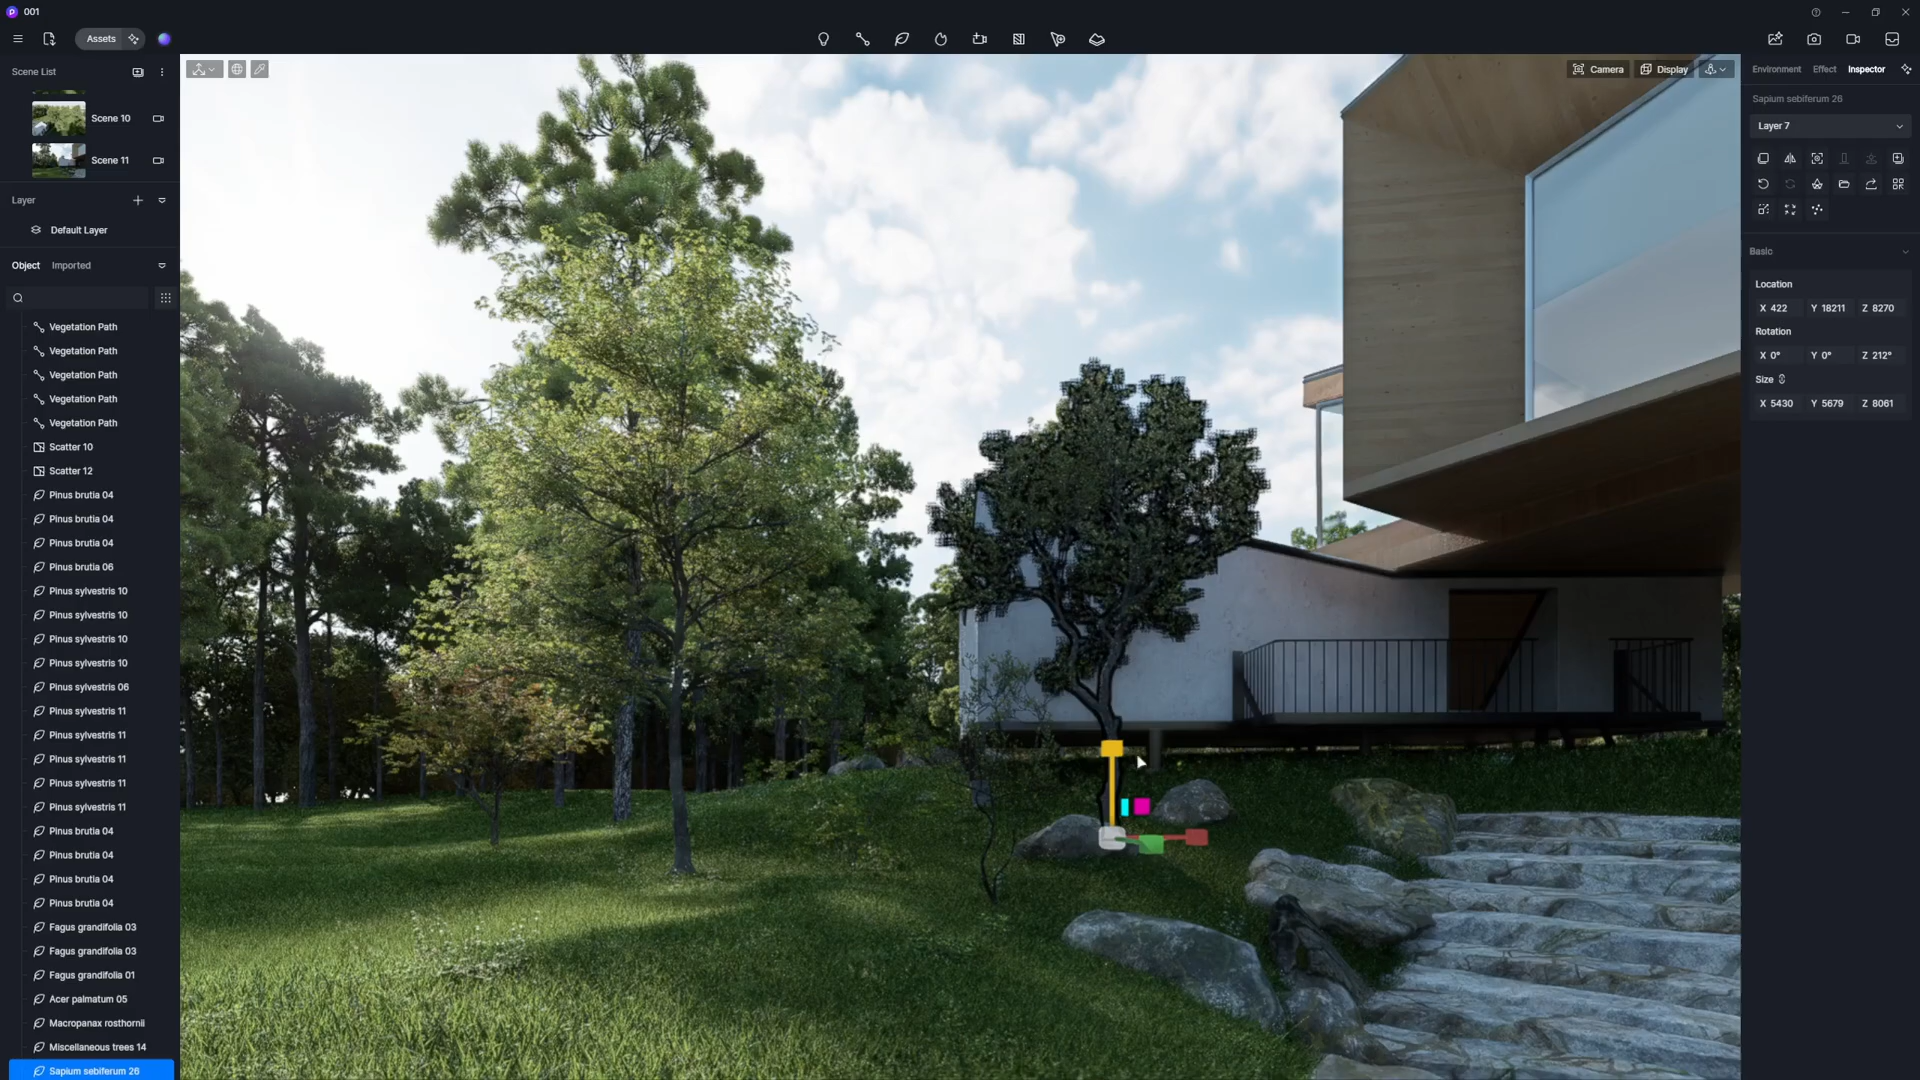 001
Assets
Scene List
Camera
Display
Environment
Effect
Inspector
Sapium sebiferum 26
Scene 10
Layer 7
Scene 11
Layer
Default Layer
Basic
Object
Imported
Location
X 422
Y 18211
Z 8270
Rotation
X 0°
Y 0°
Z 212°
Size
X 5430
Y 5679
Z 8061
Vegetation Path
Vegetation Path
Vegetation Path
Vegetation Path
Vegetation Path
Scatter 10
Scatter 12
Pinus brutia 04
Pinus brutia 04
Pinus brutia 04
Pinus brutia 06
Pinus sylvestris 10
Pinus sylvestris 10
Pinus sylvestris 10
Pinus sylvestris 10
Pinus sylvestris 06
Pinus sylvestris 11
Pinus sylvestris 11
Pinus sylvestris 11
Pinus sylvestris 11
Pinus sylvestris 11
Pinus brutia 04
Pinus brutia 04
Pinus brutia 04
Pinus brutia 04
Fagus grandifolia 03
Fagus grandifolia 03
Fagus grandifolia 01
Acer palmatum 05
Macropanax rosthornii
Miscellaneous trees 14
Sapium sebiferum 26